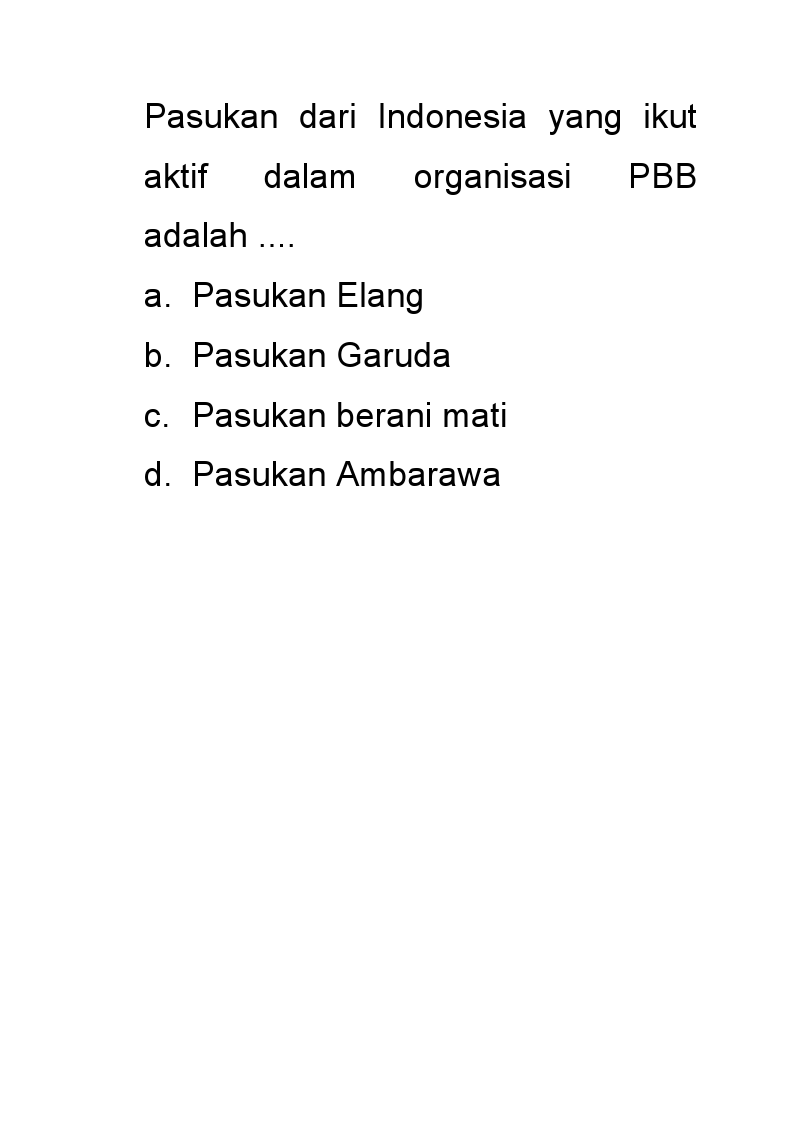 Pasukan dari Indonesia yang ikut
aktif dalam organisasi PBB
adalah ....
a. Pasukan Elang
b. Pasukan Garuda
c. Pasukan berani mati
d. Pasukan Ambarawa